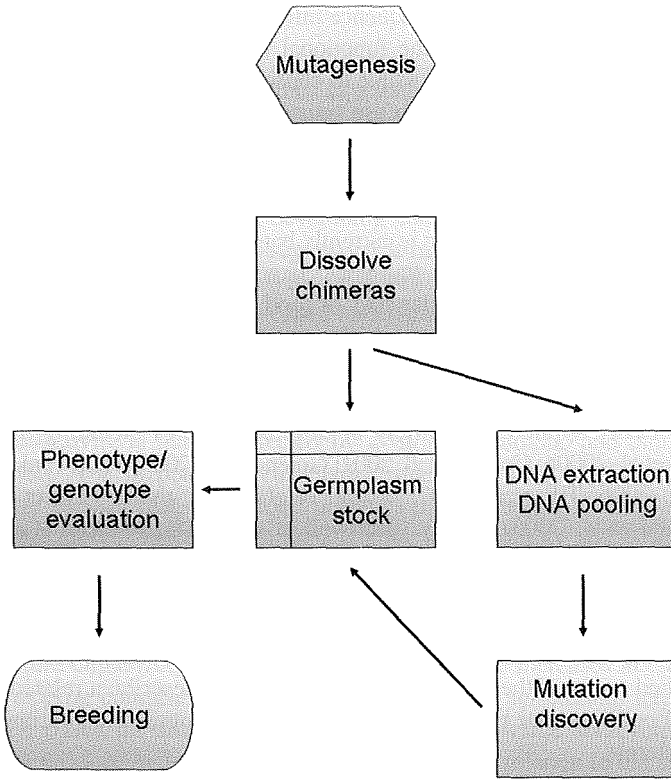 Mutagenesis
Dissolve
chimeras
Phenotype/
genotype
evaluation
Germplasm
stock
DNA extraction
DNA pooling
Breeding
Mutation
discovery